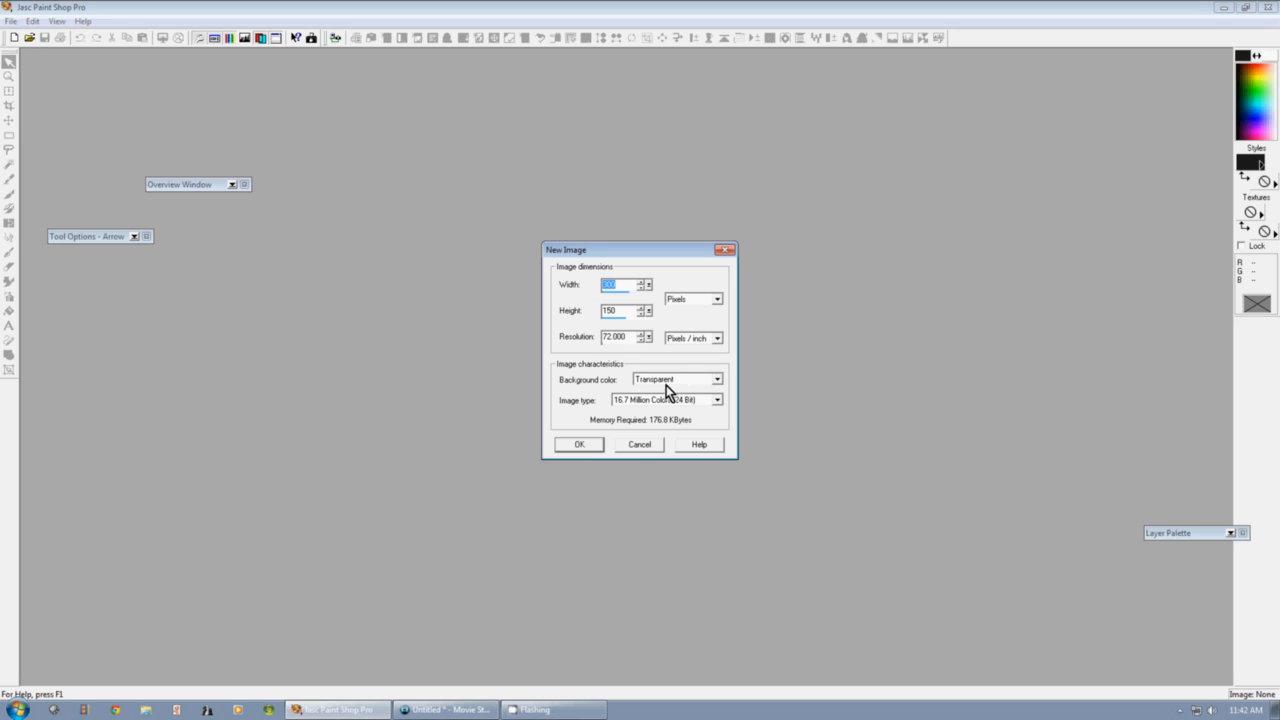 Jasc Paint Shop Pro
File Edit View Help
Overview Window
Tool Options - Arrow
New Image
Image dimensions
Width: 300
Pixels
Height: 150
Resolution: 72.000
Pixels / inch
Image characteristics
Background color: Transparent
Image type: 16.7 Million Colors (24 Bit)
Memory Required: 176.8 KBytes
OK Cancel Help
Styles
Textures
Lock
R --
G --
B --
Layer Palette
For Help, press F1
Image: None
Jasc Paint Shop Pro
Untitled * - Movie St...
Flashing
11:42 AM